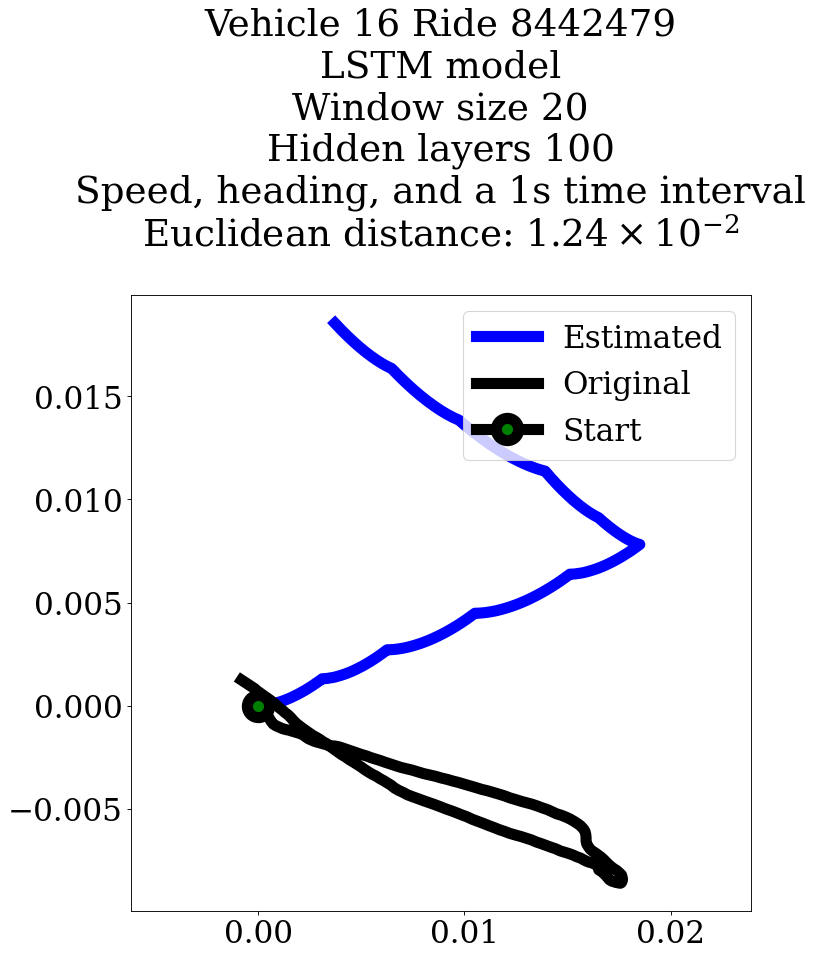 Vehicle 16 Ride 8442479
LSTM model
Window size 20
Hidden layers 100
Speed, heading, and a 1s time interval
Euclidean distance: 1.24 × 10⁻²
Estimated
Original
Start
0.015
0.010
0.005
0.000
−0.005
0.00 0.01 0.02